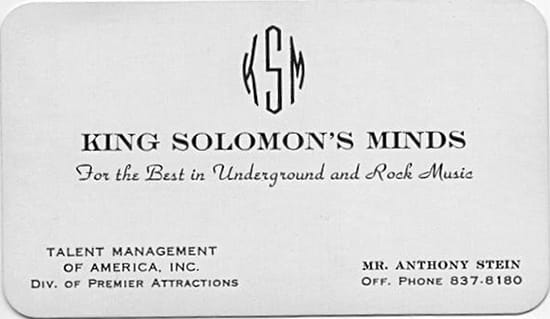 KSM
KING SOLOMON'S MINDS
For the Best in Underground and Rock Music
TALENT MANAGEMENT
OF AMERICA, INC.
DIV. OF PREMIER ATTRACTIONS
MR. ANTHONY STEIN
OFF. PHONE 837-8180